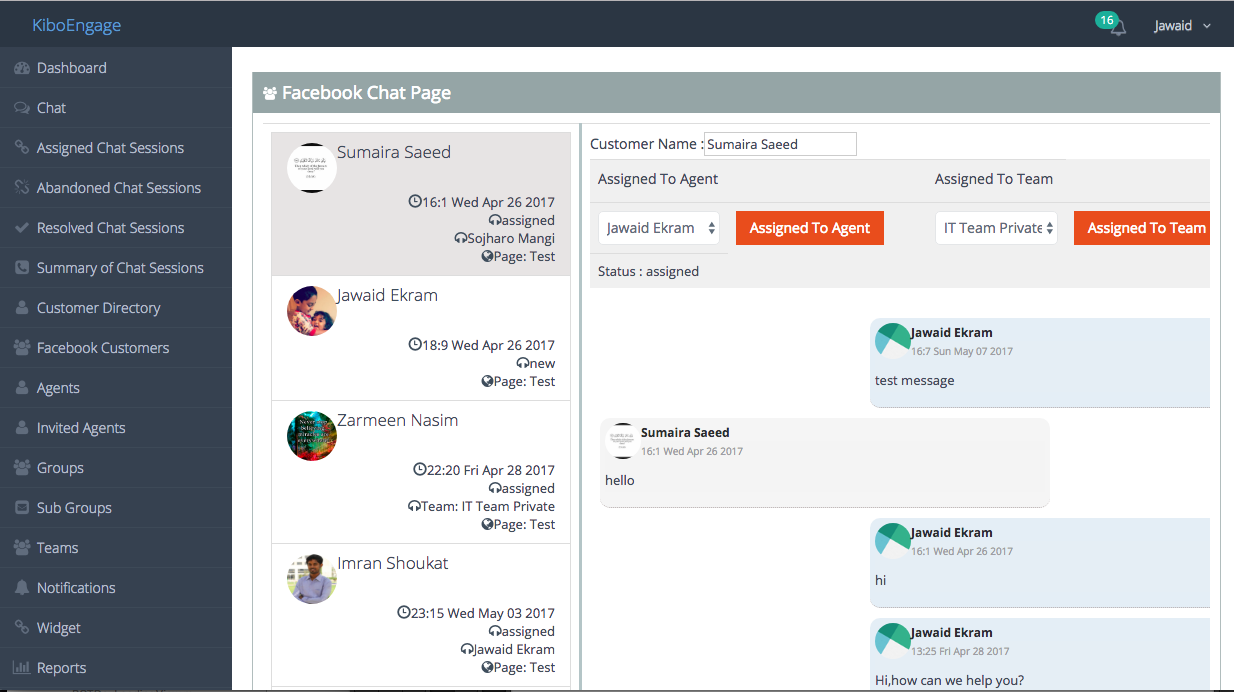 KiboEngage
16
Jawaid
Dashboard
Chat
Assigned Chat Sessions
Abandoned Chat Sessions
Resolved Chat Sessions
Summary of Chat Sessions
Customer Directory
Facebook Customers
Agents
Invited Agents
Groups
Sub Groups
Teams
Notifications
Widget
Reports
Facebook Chat Page
Sumaira Saeed
16:1 Wed Apr 26 2017
assigned
Sojharo Mangi
Page: Test
Jawaid Ekram
18:9 Wed Apr 26 2017
new
Page: Test
Zarmeen Nasim
22:20 Fri Apr 28 2017
assigned
Team: IT Team Private
Page: Test
Imran Shoukat
23:15 Wed May 03 2017
assigned
Jawaid Ekram
Page: Test
Customer Name : Sumaira Saeed
Assigned To Agent Assigned To Team
Jawaid Ekram Assigned To Agent IT Team Private Assigned To Team
Status : assigned
Jawaid Ekram
16:7 Sun May 07 2017
test message
Sumaira Saeed
16:1 Wed Apr 26 2017
hello
Jawaid Ekram
16:1 Wed Apr 26 2017
hi
Jawaid Ekram
13:25 Fri Apr 28 2017
Hi,how can we help you?